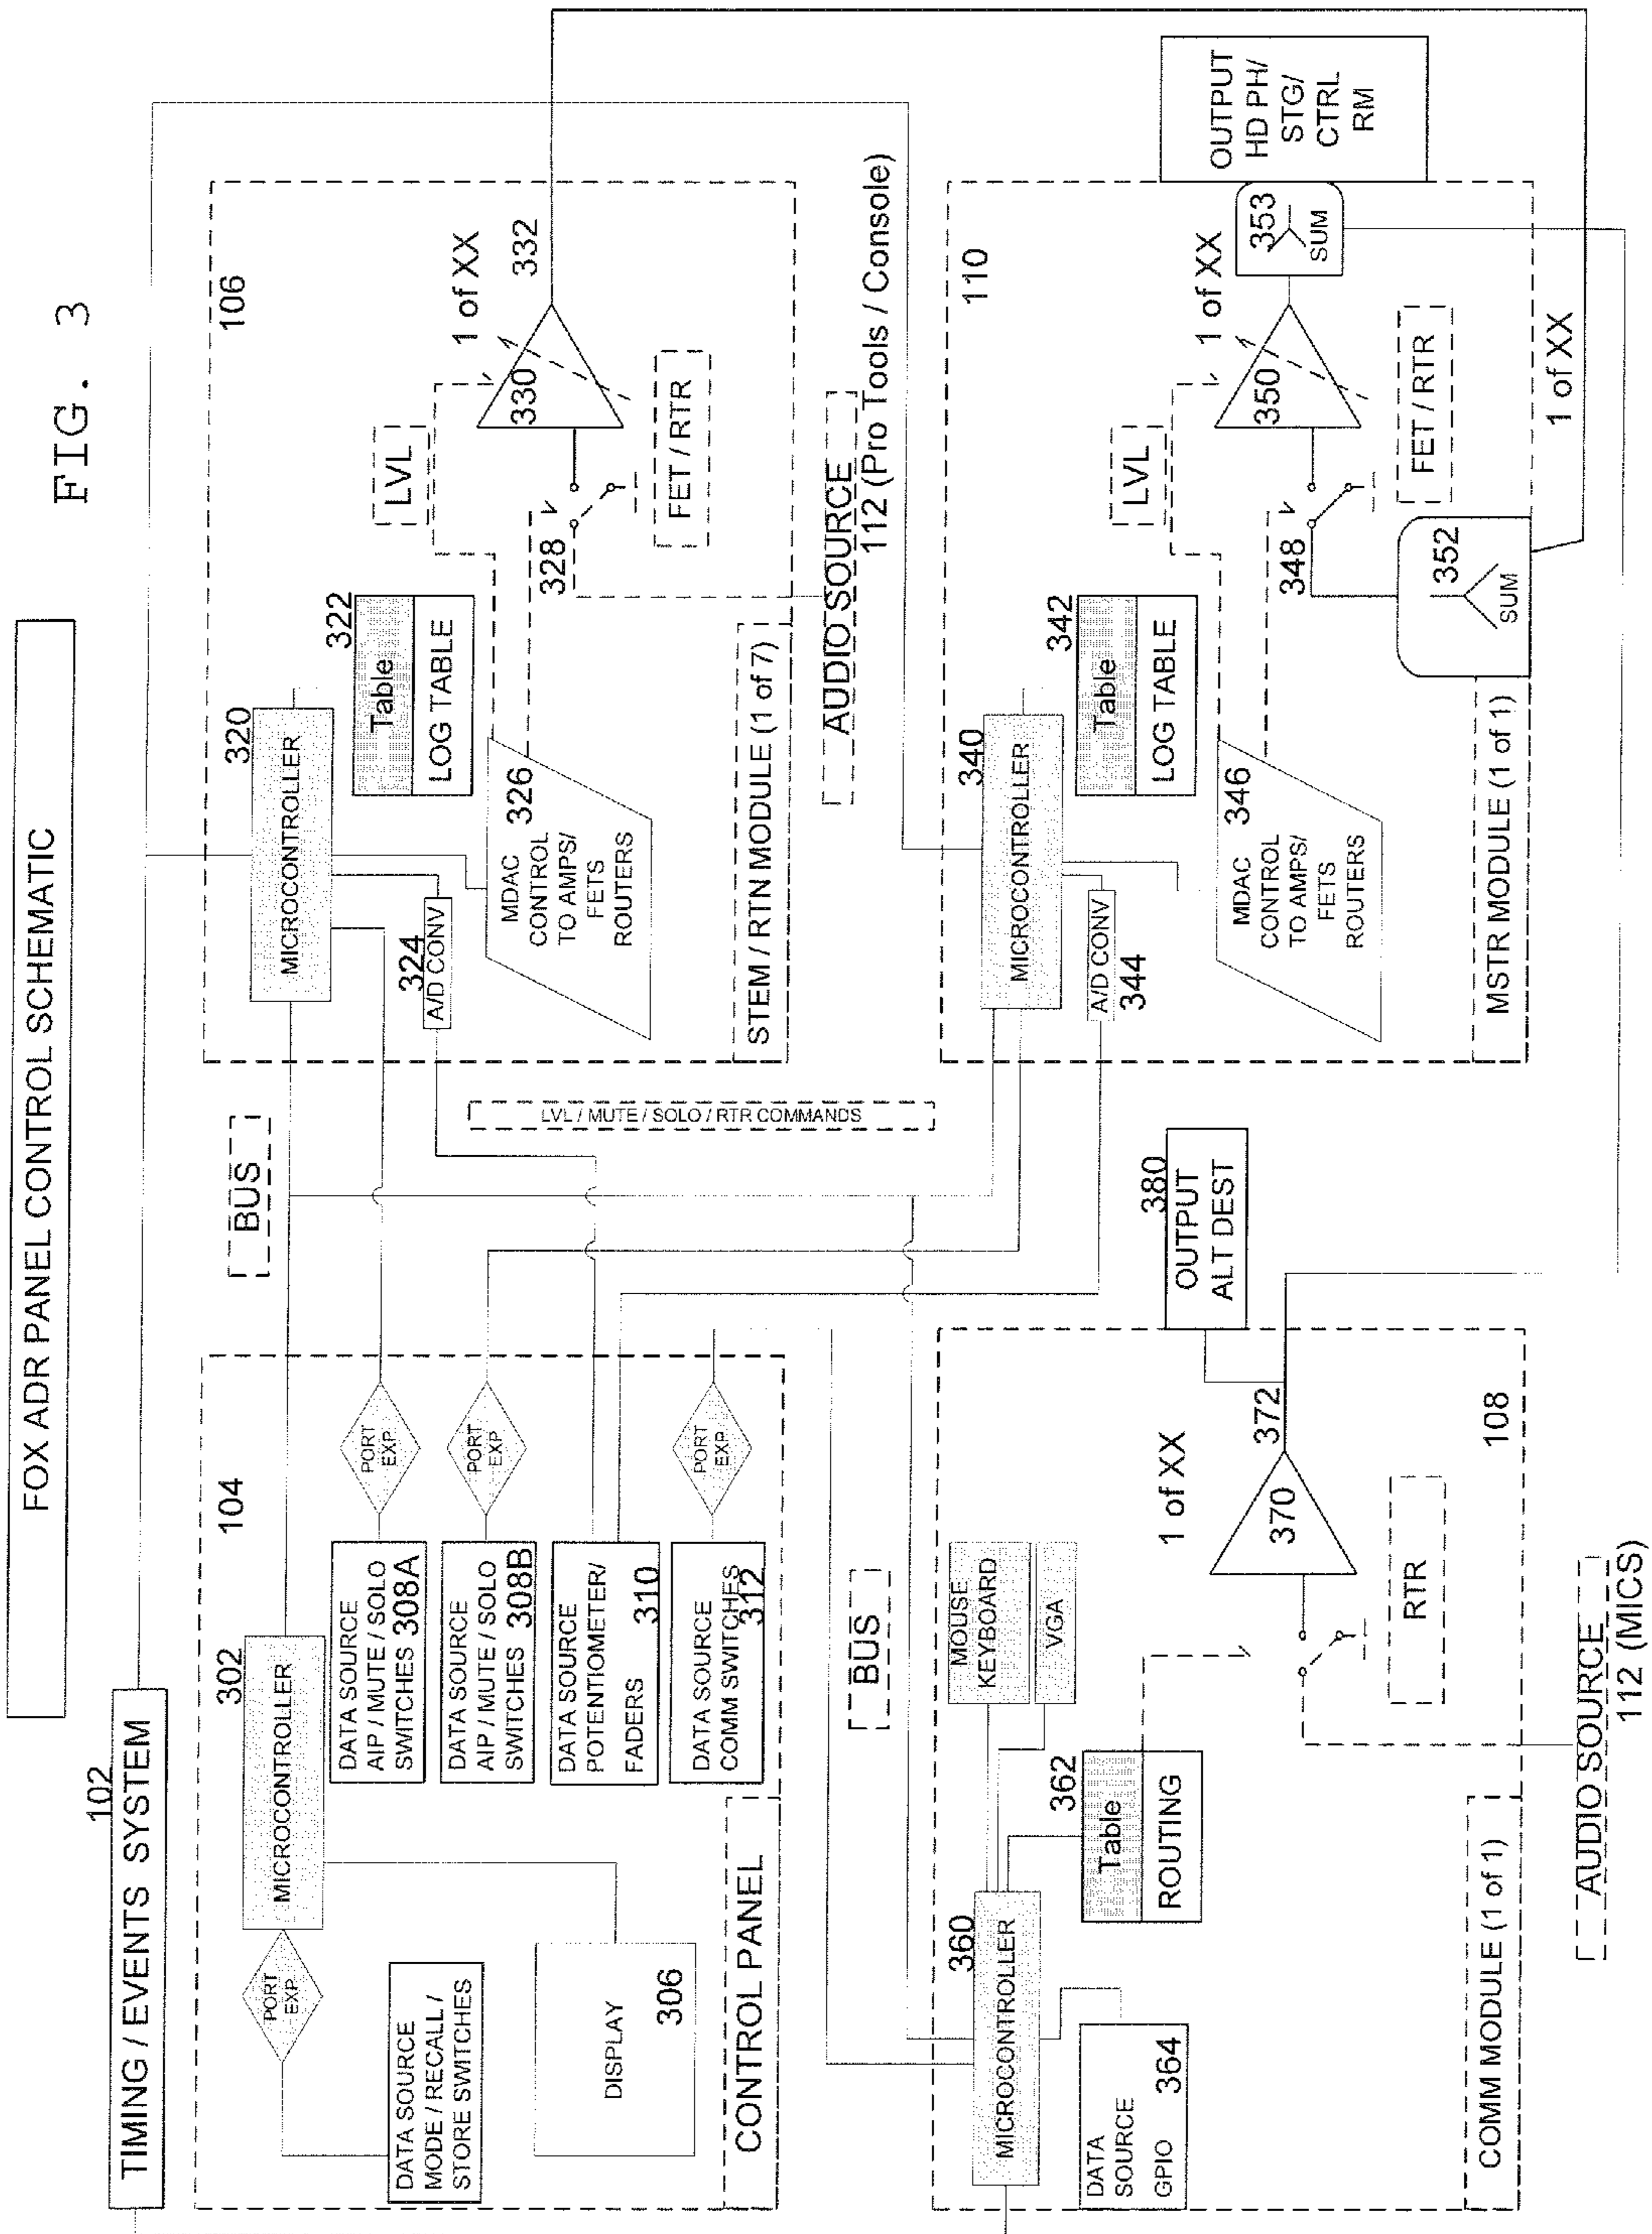 FIG. 3
FOX ADR PANEL CONTROL SCHEMATIC
102
TIMING / EVENTS SYSTEM
104
302
MICROCONTROLLER
PORT
EXP
DATA SOURCE
MODE / RECALL /
STORE SWITCHES
DISPLAY
306
DATA SOURCE
AIP / MUTE / SOLO
SWITCHES 308A
PORT
EXP
DATA SOURCE
AIP / MUTE / SOLO
SWITCHES 308B
PORT
EXP
DATA SOURCE
POTENTIOMETER/
FADERS
310
DATA SOURCE
COMM SWITCHES
312
PORT
EXP
CONTROL PANEL
BUS
LVL / MUTE / SOLO / RTR COMMANDS
106
320
MICROCONTROLLER
322
Table
LOG TABLE
324
A/D CONV
326
MDAC
CONTROL
TO AMPS/
FETS
ROUTERS
LVL
328
330
1 of XX
332
FET / RTR
STEM / RTN MODULE (1 of 7)
AUDIO SOURCE
112 (Pro Tools / Console)
BUS
108
360
MICROCONTROLLER
MOUSE
KEYBOARD
VGA
362
Table
ROUTING
DATA
SOURCE
GPIO
364
1 of XX
370
372
RTR
380
OUTPUT
ALT DEST
COMM MODULE (1 of 1)
AUDIO SOURCE
112 (MICS)
110
340
MICROCONTROLLER
342
Table
LOG TABLE
A/D CONV
344
346
MDAC
CONTROL
TO AMPS/
FETS
ROUTERS
LVL
348
350
1 of XX
353
SUM
FET / RTR
352
SUM
1 of XX
OUTPUT
HD PH/
STG/
CTRL
RM
MSTR MODULE (1 of 1)